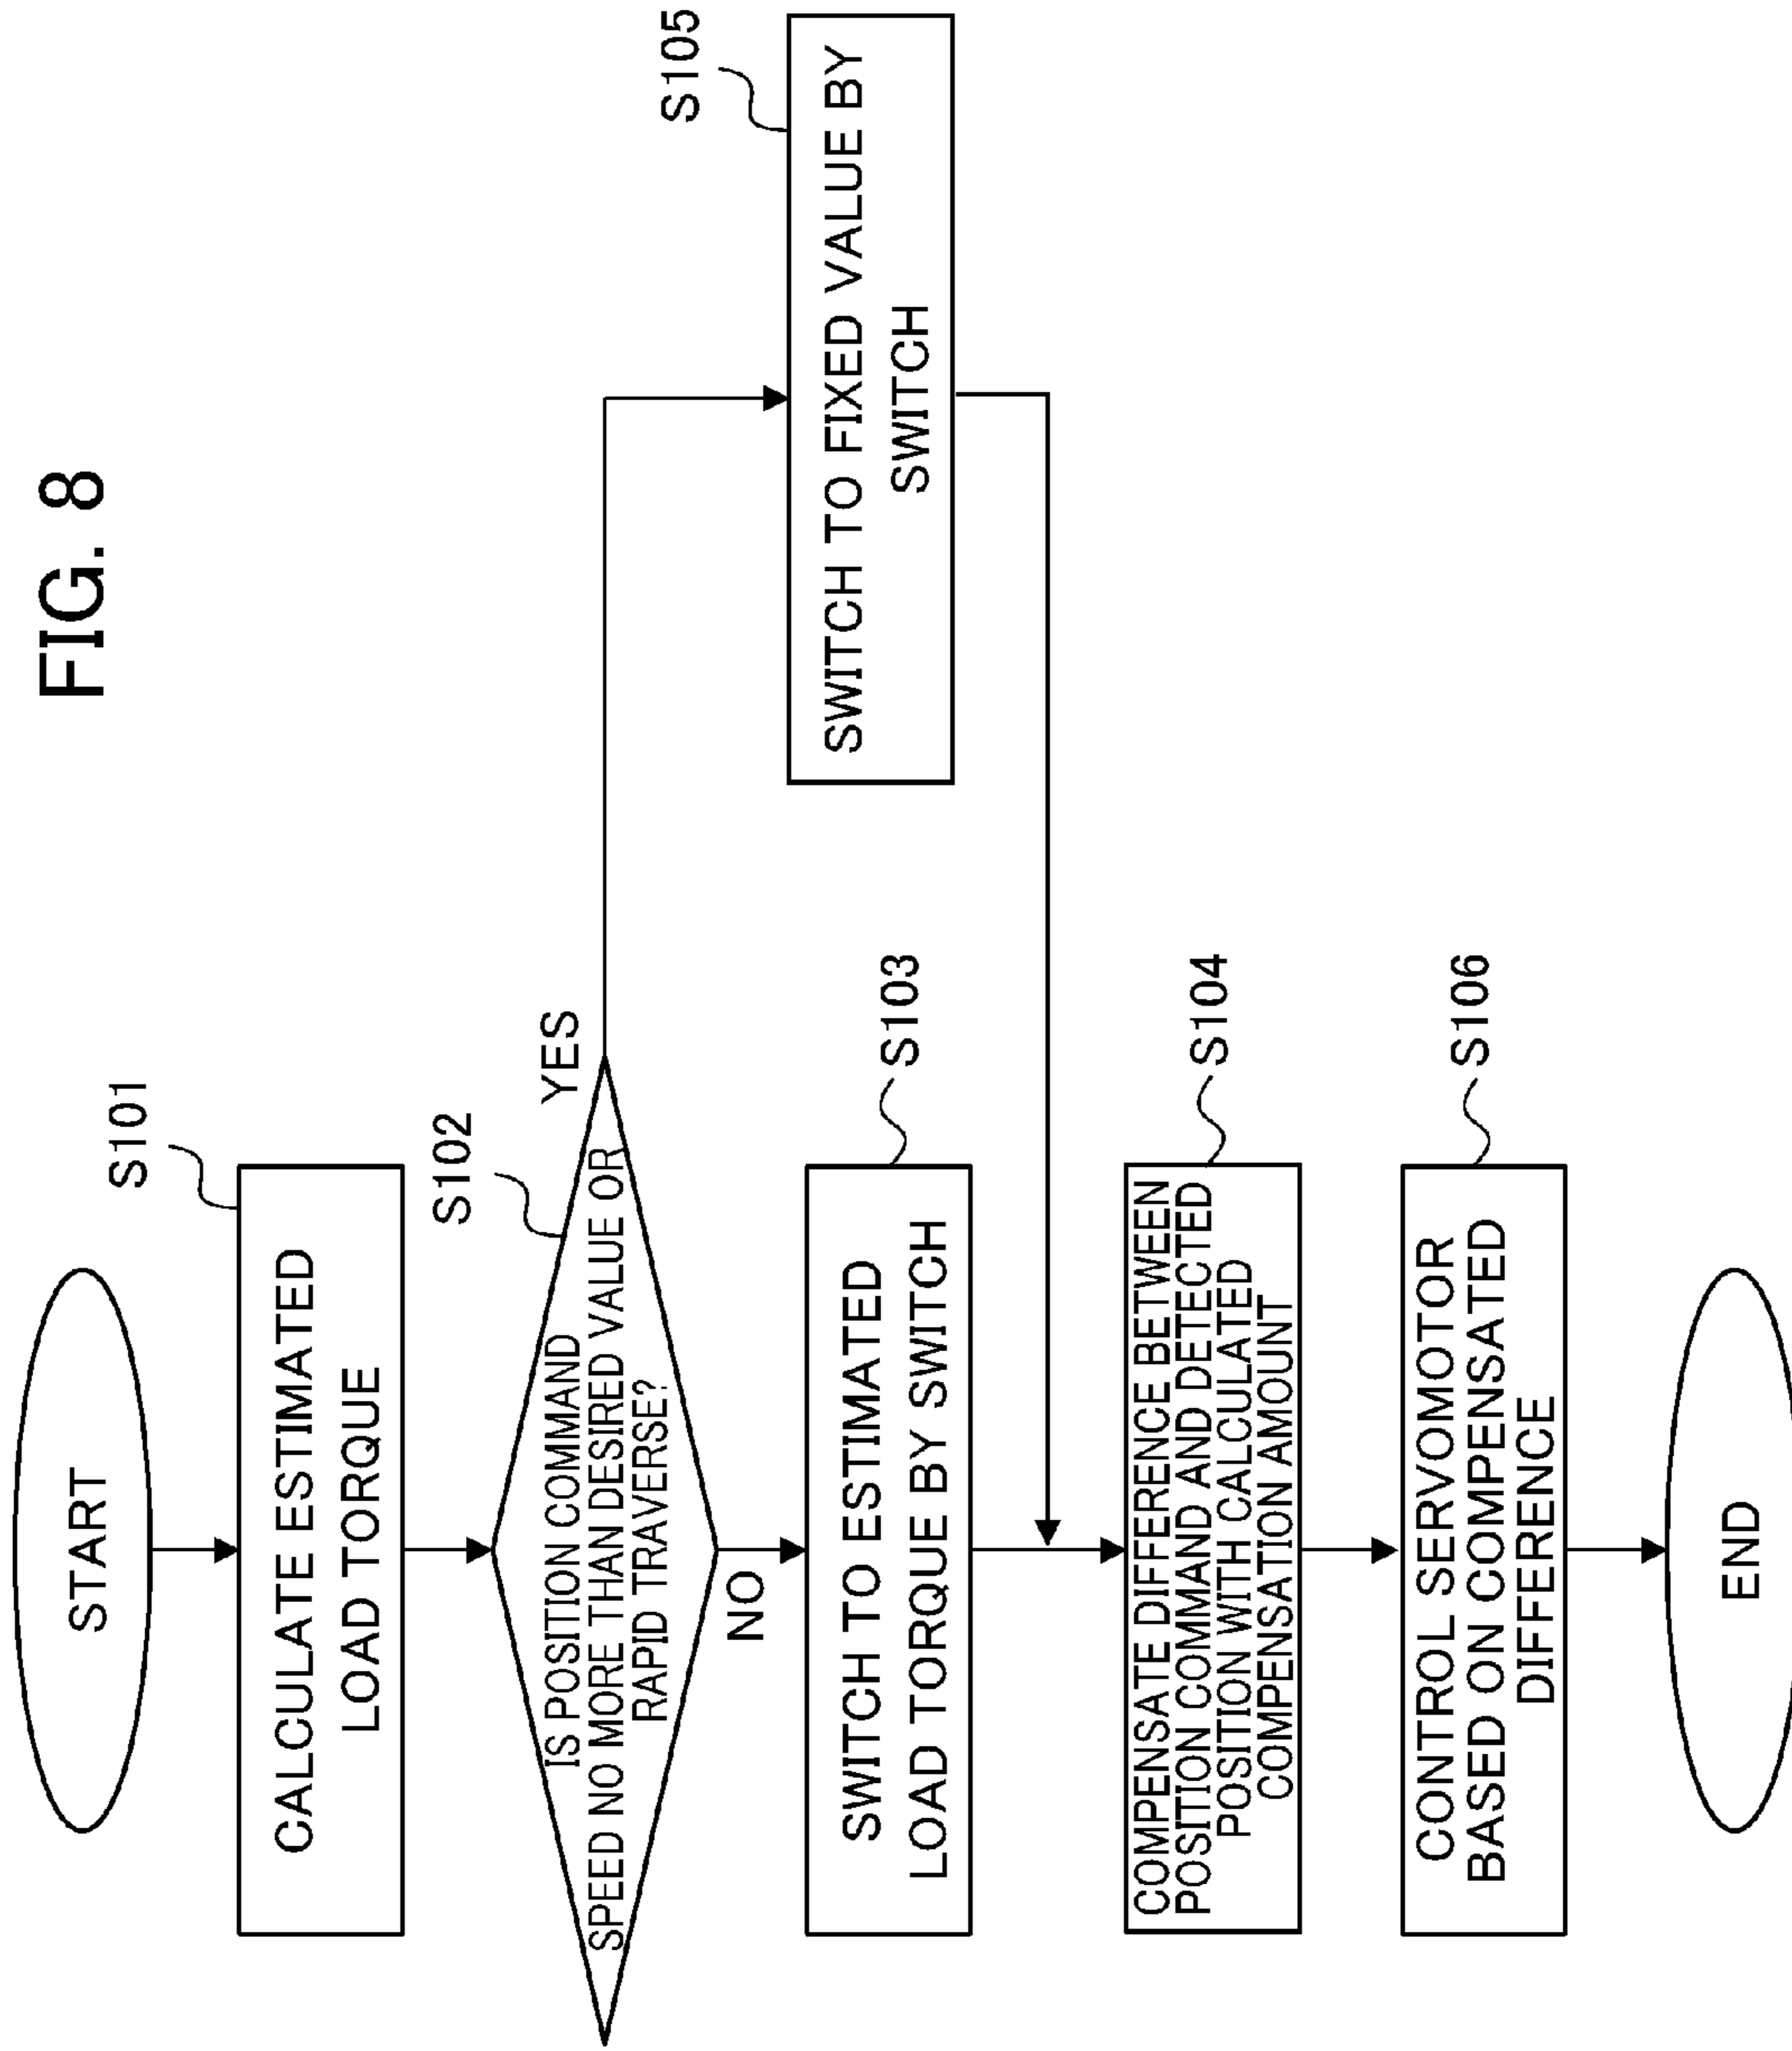 FIG. 8
START
S101
CALCULATE ESTIMATED
LOAD TORQUE
S102
IS POSITION COMMAND
SPEED NO MORE THAN DESIRED VALUE OR
RAPID TRAVERSE?
YES
NO
S105
SWITCH TO FIXED VALUE BY
SWITCH
S103
SWITCH TO ESTIMATED
LOAD TORQUE BY SWITCH
S104
COMPENSATE DIFFERENCE BETWEEN
POSITION COMMAND AND DETECTED
POSITION WITH CALCULATED
COMPENSATION AMOUNT
S106
CONTROL SERVOMOTOR
BASED ON COMPENSATED
DIFFERENCE
END